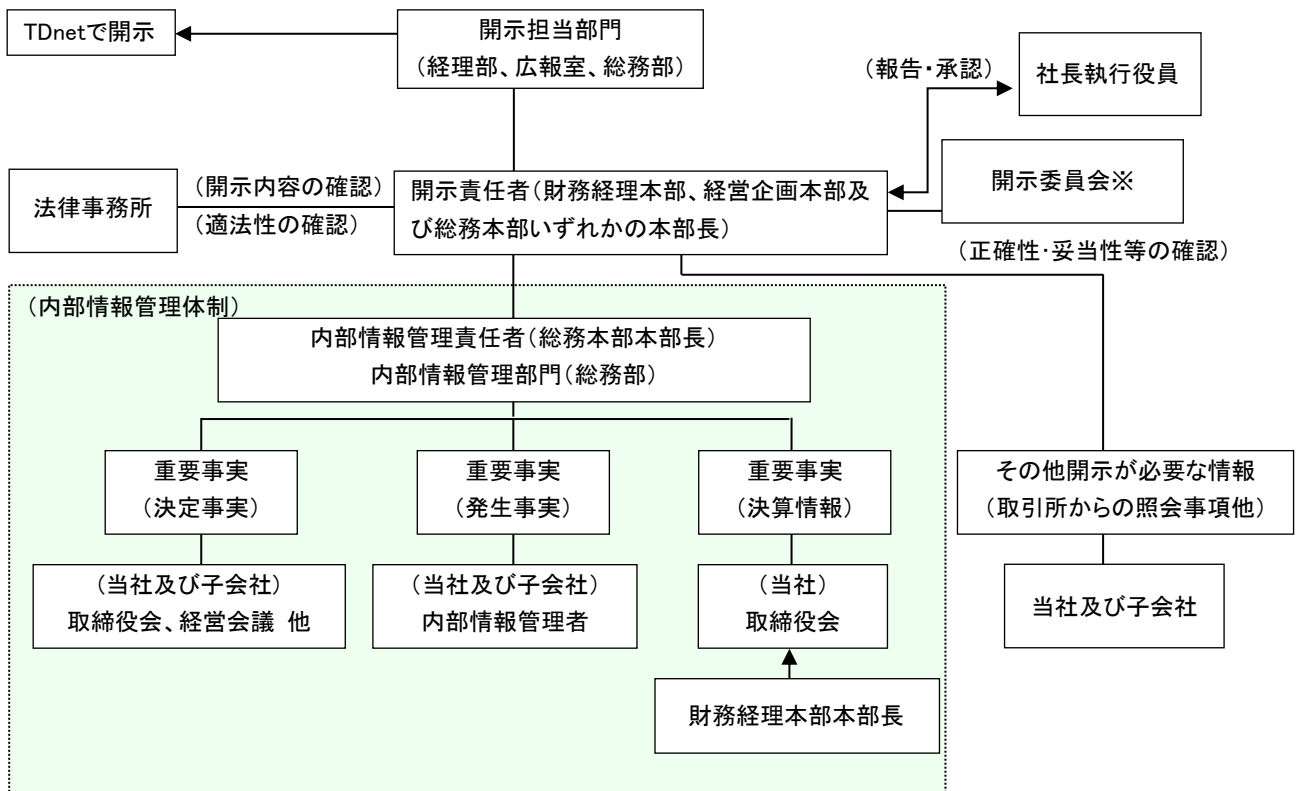 TDnetで開示
開示担当部門
（経理部、広報室、総務部）
（報告・承認）
社長執行役員
法律事務所
（開示内容の確認）
（適法性の確認）
開示責任者（財務経理本部、経営企画本部及
び総務本部いずれかの本部長）
開示委員会※
（正確性・妥当性等の確認）
（内部情報管理体制）
内部情報管理責任者（総務本部本部長）
内部情報管理部門（総務部）
重要事実
（決定事実）
重要事実
（発生事実）
重要事実
（決算情報）
その他開示が必要な情報
（取引所からの照会事項他）
（当社及び子会社）
取締役会、経営会議 他
（当社及び子会社）
内部情報管理者
（当社）
取締役会
当社及び子会社
財務経理本部本部長